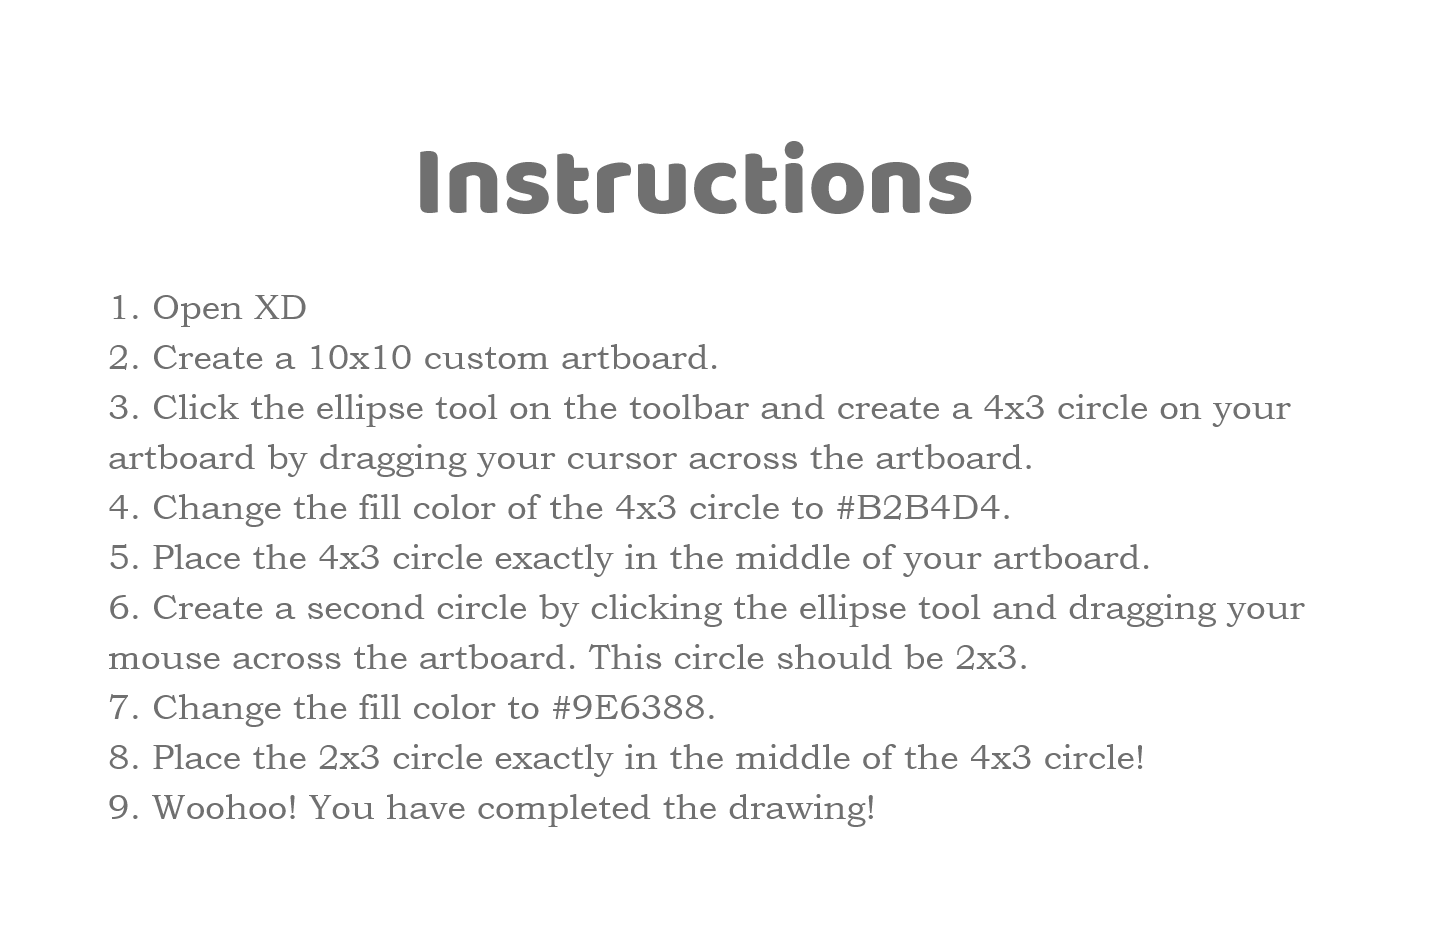 Instructions
1. Open XD
2. Create a 10x10 custom artboard.
3. Click the ellipse tool on the toolbar and create a 4x3 circle on your
artboard by dragging your cursor across the artboard.
4. Change the fill color of the 4x3 circle to #B2B4D4.
5. Place the 4x3 circle exactly in the middle of your artboard.
6. Create a second circle by clicking the ellipse tool and dragging your
mouse across the artboard. This circle should be 2x3.
7. Change the fill color to #9E6388.
8. Place the 2x3 circle exactly in the middle of the 4x3 circle!
9. Woohoo! You have completed the drawing!